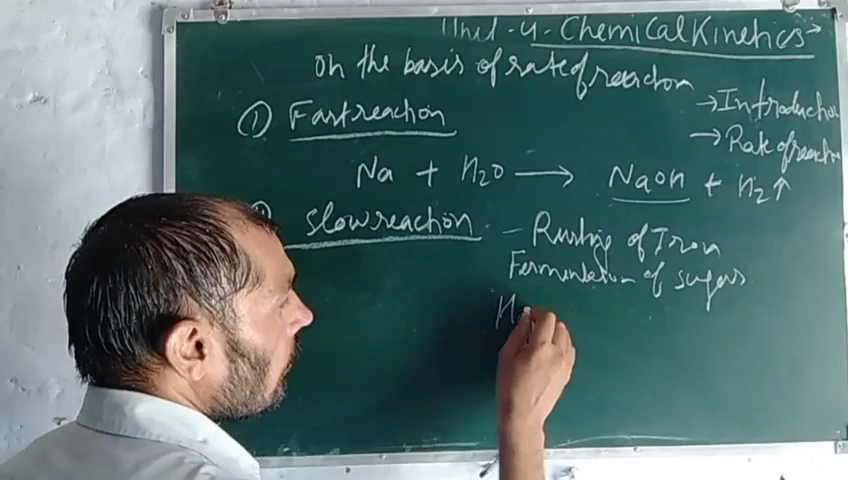 Unit-4-Chemical Kinetics→
On the basis of rate of reaction
→ Introduction
① Fast reaction
→ Rate of reaction
Na + H₂O ⟶ NaOH + H₂↑
② slow reaction – Rusting of Iron
Fermentation of sugars
H